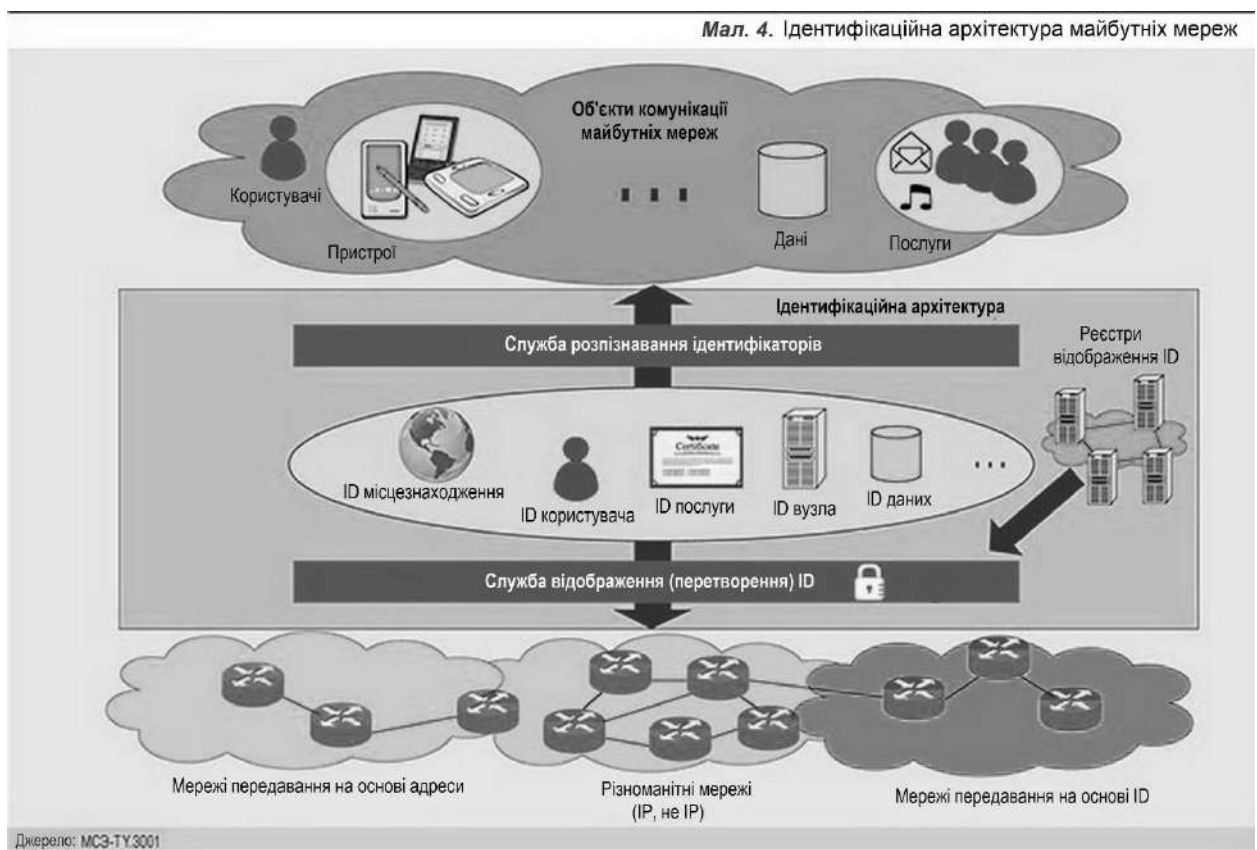 Мал. 4. Ідентифікаційна архітектура майбутніх мереж
Об'єкти комунікації
майбутніх мереж
Користувачі
Пристрої
Дані
Послуги
Ідентифікаційна архітектура
Служба розпізнавання ідентифікаторів
Реєстри
відображення ID
ID місцезнаходження
ID користувача
Certificate
ID послуги
ID вузла
ID даних
Служба відображення (перетворення) ID
Мережі передавання на основі адреси
Різноманітні мережі
(IP, не IP)
Мережі передавання на основі ID
Джерело: МСЭ-TY.3001